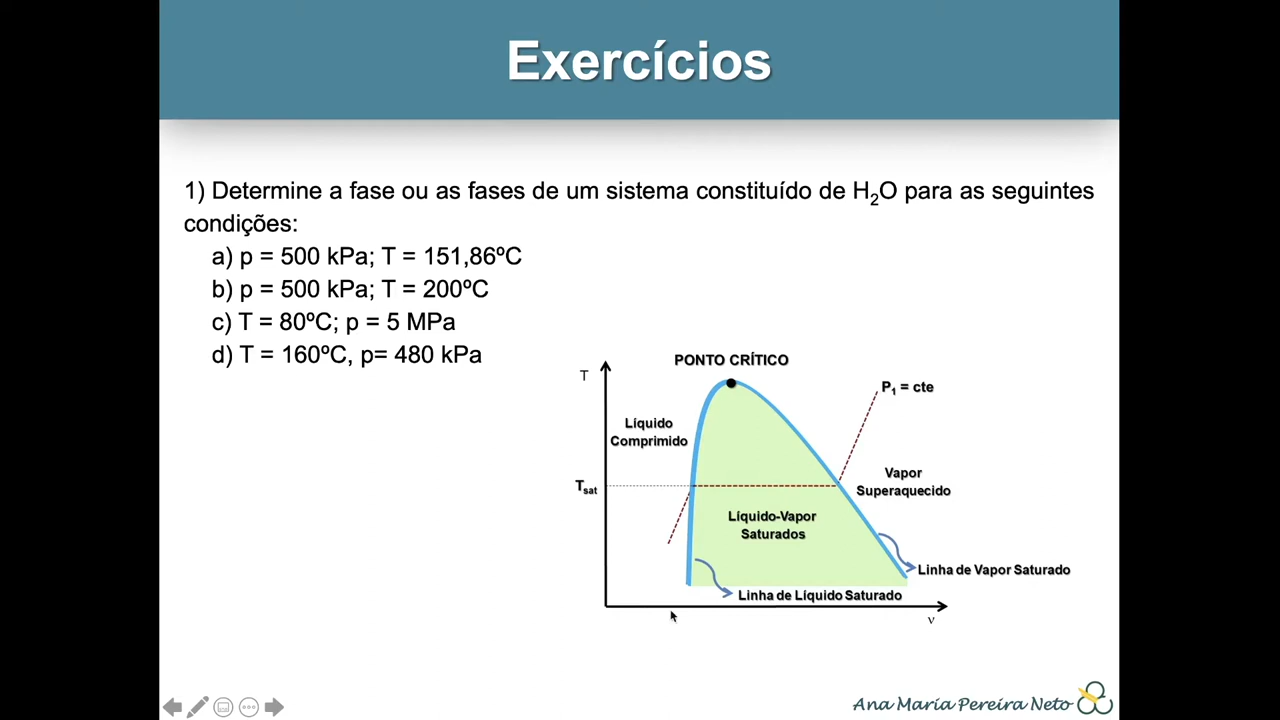 Exercícios
1) Determine a fase ou as fases de um sistema constituído de H₂O para as seguintes
condições:
a) p = 500 kPa; T = 151,86ºC
b) p = 500 kPa; T = 200ºC
c) T = 80ºC; p = 5 MPa
d) T = 160ºC, p= 480 kPa
PONTO CRÍTICO
T
P₁ = cte
Líquido
Comprimido
Vapor
Superaquecido
Tsat
Líquido-Vapor
Saturados
Linha de Vapor Saturado
Linha de Líquido Saturado
ν
Ana Maria Pereira Neto